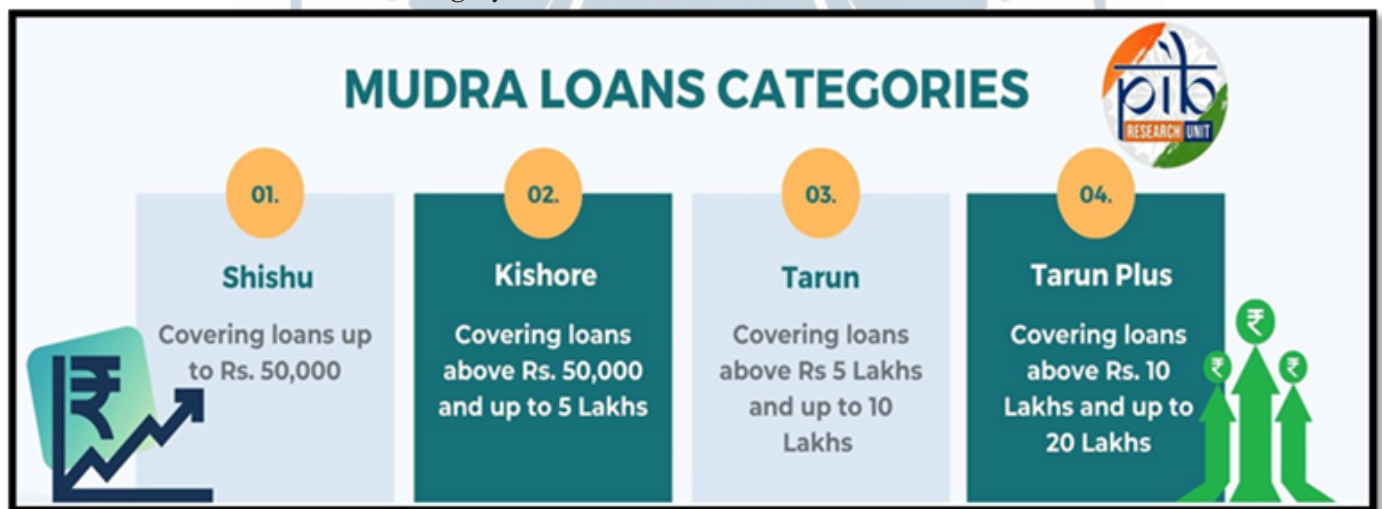 MUDRA LOANS CATEGORIES
pib
RESEARCH UNIT
01.
Shishu
Covering loans up
to Rs. 50,000
02.
Kishore
Covering loans
above Rs. 50,000
and up to 5 Lakhs
03.
Tarun
Covering loans
above Rs 5 Lakhs
and up to 10
Lakhs
04.
Tarun Plus
Covering loans
above Rs. 10
Lakhs and up to
20 Lakhs
₹
₹
₹
₹